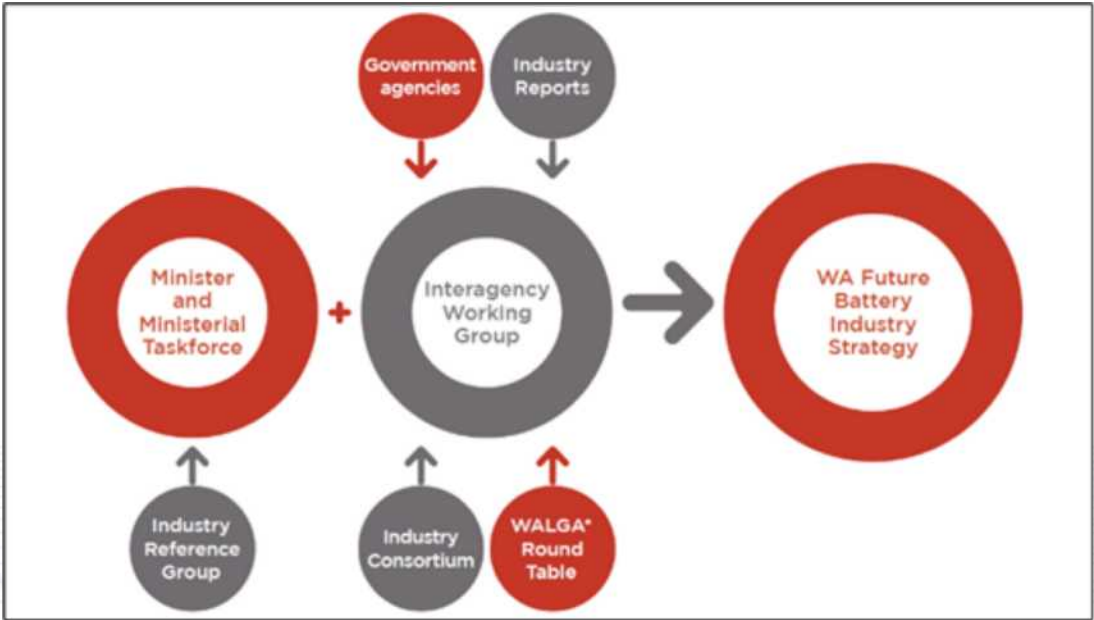 Government
agencies
Industry
Reports
Minister
and
Ministerial
Taskforce
+
Interagency
Working
Group
WA Future
Battery
Industry
Strategy
Industry
Reference
Group
Industry
Consortium
WALGA*
Round
Table